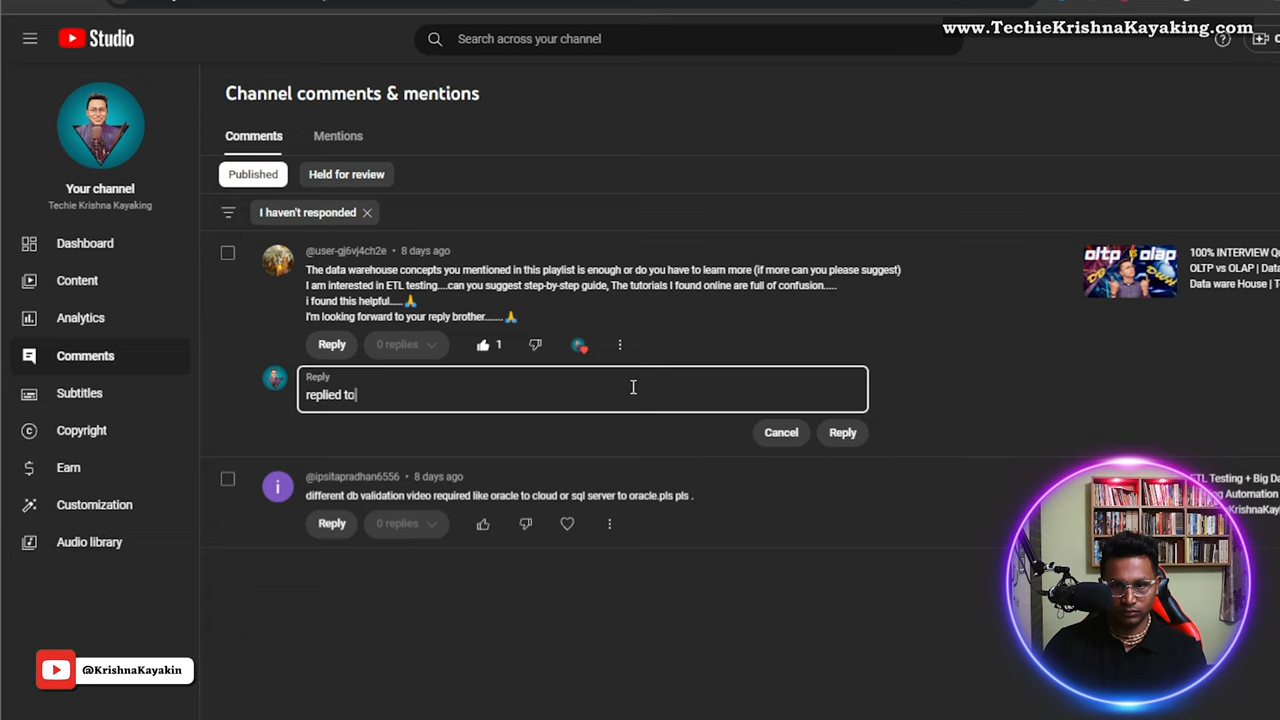 www.TechieKrishnaKayaking.com
Studio
Search across your channel
Channel comments & mentions
Comments
Mentions
Published
Held for review
I haven't responded
Your channel
Techie Krishna Kayaking
Dashboard
Content
Analytics
Comments
Subtitles
Copyright
Earn
Customization
Audio library
@user-gj6vj4ch2e • 8 days ago
The data warehouse concepts you mentioned in this playlist is enough or do you have to learn more (if more can you please suggest)
I am interested in ETL testing....can you suggest step-by-step guide, The tutorials I found online are full of confusion.....
i found this helpful.....🙏
I'm looking forward to your reply brother.......🙏
Reply
0 replies
1
Reply
replied to
Cancel
Reply
oltp & olap
100% INTERVIEW Qu
OLTP vs OLAP | Data
Data ware House | T
i
@ipsitapradhan6556 • 8 days ago
different db validation video required like oracle to cloud or sql server to oracle.pls pls .
Reply
0 replies
ETL Testing + Big Da
@KrishnaKayakin